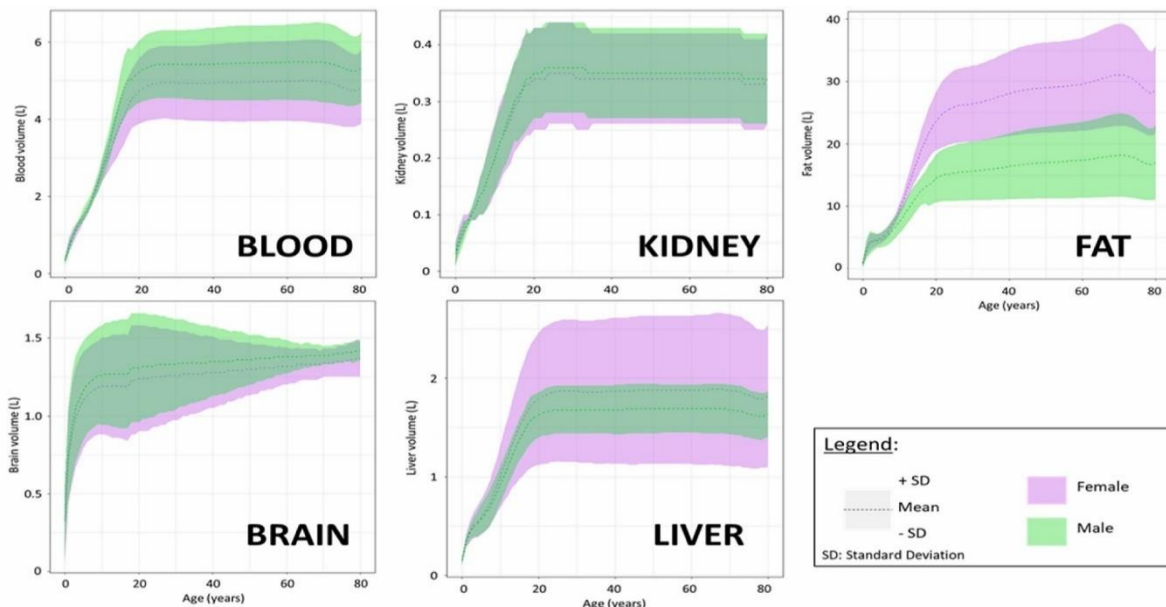 Blood volume (L)
6
4
2
0
0 20 40 60 80
BLOOD
Kidney volume (L)
0.4
0.3
0.2
0.1
0
0 20 40 60 80
KIDNEY
Fat volume (L)
40
30
20
10
0
0 20 40 60 80
Age (years)
FAT
Brain volume (L)
1.5
1.0
0.5
0
0 20 40 60 80
Age (years)
BRAIN
Liver volume (L)
2
1
0
0 20 40 60 80
Age (years)
LIVER
Legend:
+ SD
Mean
- SD
SD: Standard Deviation
Female
Male